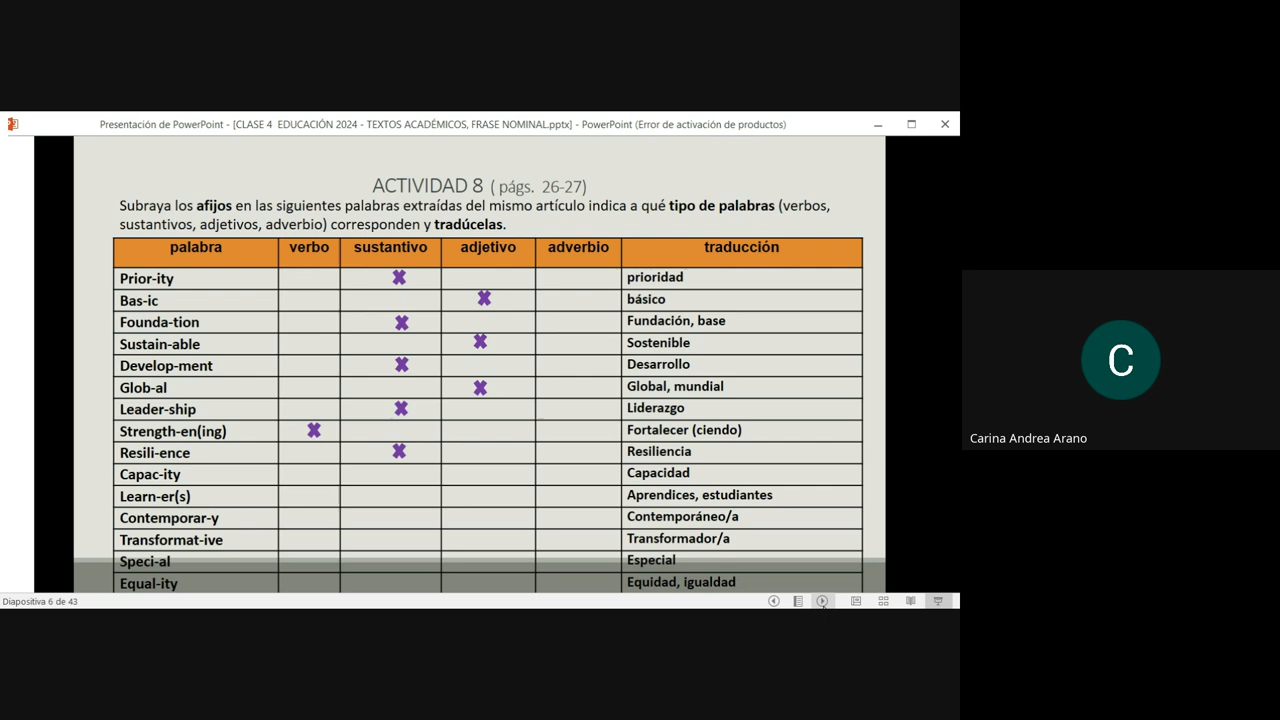 Presentación de PowerPoint - [CLASE 4 EDUCACIÓN 2024 - TEXTOS ACADÉMICOS, FRASE NOMINAL.pptx] - PowerPoint (Error de activación de productos)
ACTIVIDAD 8 ( págs. 26-27)
Subraya los afijos en las siguientes palabras extraídas del mismo artículo indica a qué tipo de palabras (verbos,
sustantivos, adjetivos, adverbio) corresponden y tradúcelas.
palabra verbo sustantivo adjetivo adverbio traducción
Prior-ity prioridad
Bas-ic básico
Founda-tion Fundación, base
Sustain-able Sostenible
Develop-ment Desarrollo
Glob-al Global, mundial
Leader-ship Liderazgo
Strength-en(ing) Fortalecer (ciendo)
Resili-ence Resiliencia
Capac-ity Capacidad
Learn-er(s) Aprendices, estudiantes
Contemporar-y Contemporáneo/a
Transformat-ive Transformador/a
Speci-al Especial
Equal-ity Equidad, igualdad
Diapositiva 6 de 43
C
Carina Andrea Arano